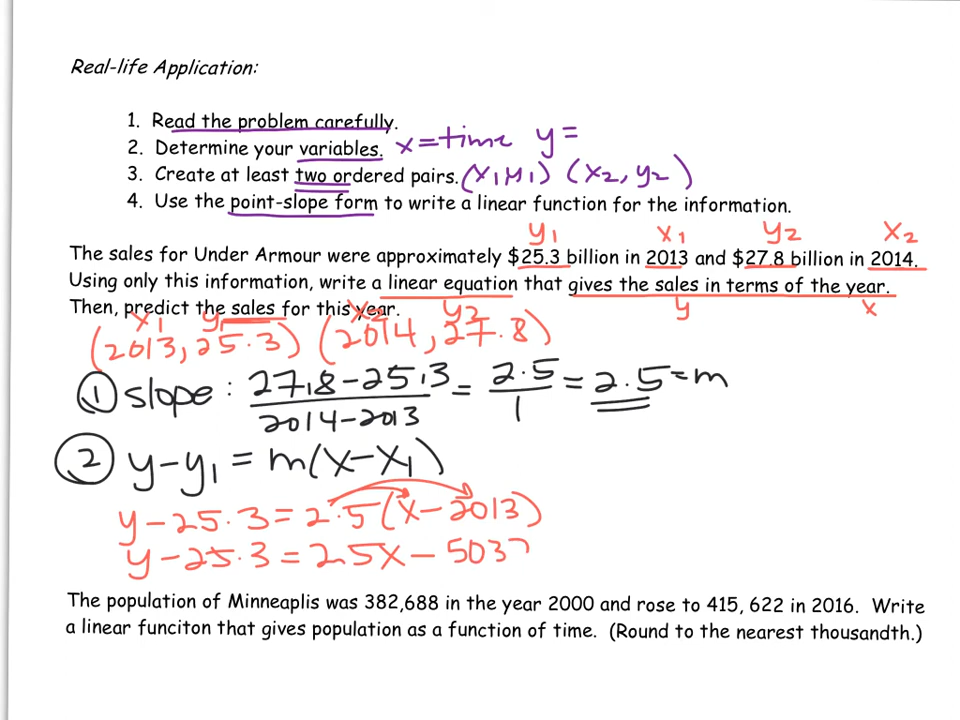 Real-life Application:
1. Read the problem carefully.
2. Determine your variables. x=time y=
3. Create at least two ordered pairs. (x1,y1) (x2, y2)
4. Use the point-slope form to write a linear function for the information.
y1 x1 y2 x2
The sales for Under Armour were approximately $25.3 billion in 2013 and $27.8 billion in 2014.
Using only this information, write a linear equation that gives the sales in terms of the year.
Then, predict the sales for this year. y x
x1 y1 x2 y2
(2013, 25.3) (2014, 27.8)
① slope: 27.8-25.3/2014-2013 = 2.5/1 = 2.5 = m
② y-y1 = m(x-x1)
y-25.3 = 2.5(x-2013)
y-25.3 = 2.5x - 503
The population of Minneaplis was 382,688 in the year 2000 and rose to 415, 622 in 2016. Write
a linear funciton that gives population as a function of time. (Round to the nearest thousandth.)